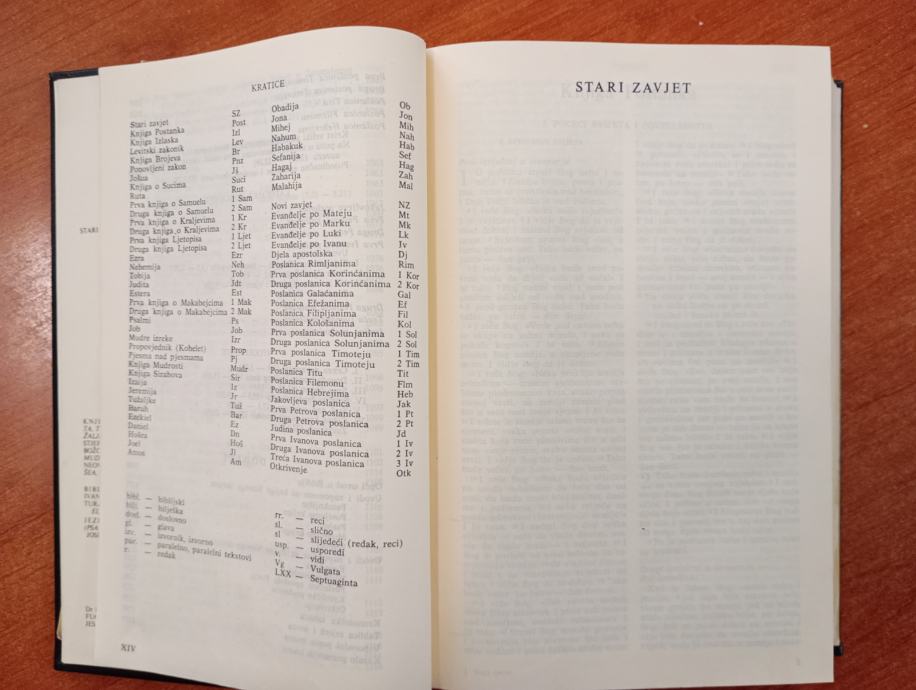 KRATICE
Stari zavjet SZ
Knjiga Postanka Post
Knjiga Izlaska Izl
Levitski zakonik Lev
Knjiga Brojeva Br
Ponovljeni zakon Pnz
Jošua Jš
Knjiga o Sucima Suci
Ruta Rut
Prva knjiga o Samuelu 1 Sam
Druga knjiga o Samuelu 2 Sam
Prva knjiga o Kraljevima 1 Kr
Druga knjiga o Kraljevima 2 Kr
Prva knjiga Ljetopisa 1 Ljet
Druga knjiga Ljetopisa 2 Ljet
Ezra Ezr
Nehemija Neh
Tobija Tob
Judita Jdt
Estera Est
Prva knjiga o Makabejcima 1 Mak
Druga knjiga o Makabejcima 2 Mak
Psalmi Ps
Job Job
Mudre izreke Izr
Propovjednik (Kohelet) Prop
Pjesma nad pjesmama Pj
Knjiga Mudrosti Mudr
Knjiga Sirahova Sir
Izaija Iz
Jeremija Jr
Tužaljke Tuž
Baruh Bar
Ezekiel Ez
Daniel Dn
Hošea Hoš
Joel Jl
Amos Am
Obadija Ob
Jona Jon
Mihej Mih
Nahum Nah
Habakuk Hab
Sefanija Sef
Hagaj Hag
Zaharija Zah
Malahija Mal
Novi zavjet NZ
Evanđelje po Mateju Mt
Evanđelje po Marku Mk
Evanđelje po Luki Lk
Evanđelje po Ivanu Iv
Djela apostolska Dj
Poslanica Rimljanima Rim
Prva poslanica Korinćanima 1 Kor
Druga poslanica Korinćanima 2 Kor
Poslanica Galaćanima Gal
Poslanica Efežanima Ef
Poslanica Filipljanima Fil
Poslanica Kološanima Kol
Prva poslanica Solunjanima 1 Sol
Druga poslanica Solunjanima 2 Sol
Prva poslanica Timoteju 1 Tim
Druga poslanica Timoteju 2 Tim
Poslanica Titu Tit
Poslanica Filemonu Flm
Poslanica Hebrejima Heb
Jakovljeva poslanica Jak
Prva Petrova poslanica 1 Pt
Druga Petrova poslanica 2 Pt
Judina poslanica Jd
Prva Ivanova poslanica 1 Iv
Druga Ivanova poslanica 2 Iv
Treća Ivanova poslanica 3 Iv
Otkrivenje Otk
bibl. — biblijski
bilj. — bilješka
dosl. — doslovno
gl. — glava
izv. — izvornik, izvorno
par. — paralelno, paralelni tekstovi
r. — redak
rr. — reci
sl. — slično
sl — slijedeći (redak, reci)
usp. — usporedi
v. — vidi
Vg — Vulgata
LXX — Septuaginta
XIV
STARI ZAVJET